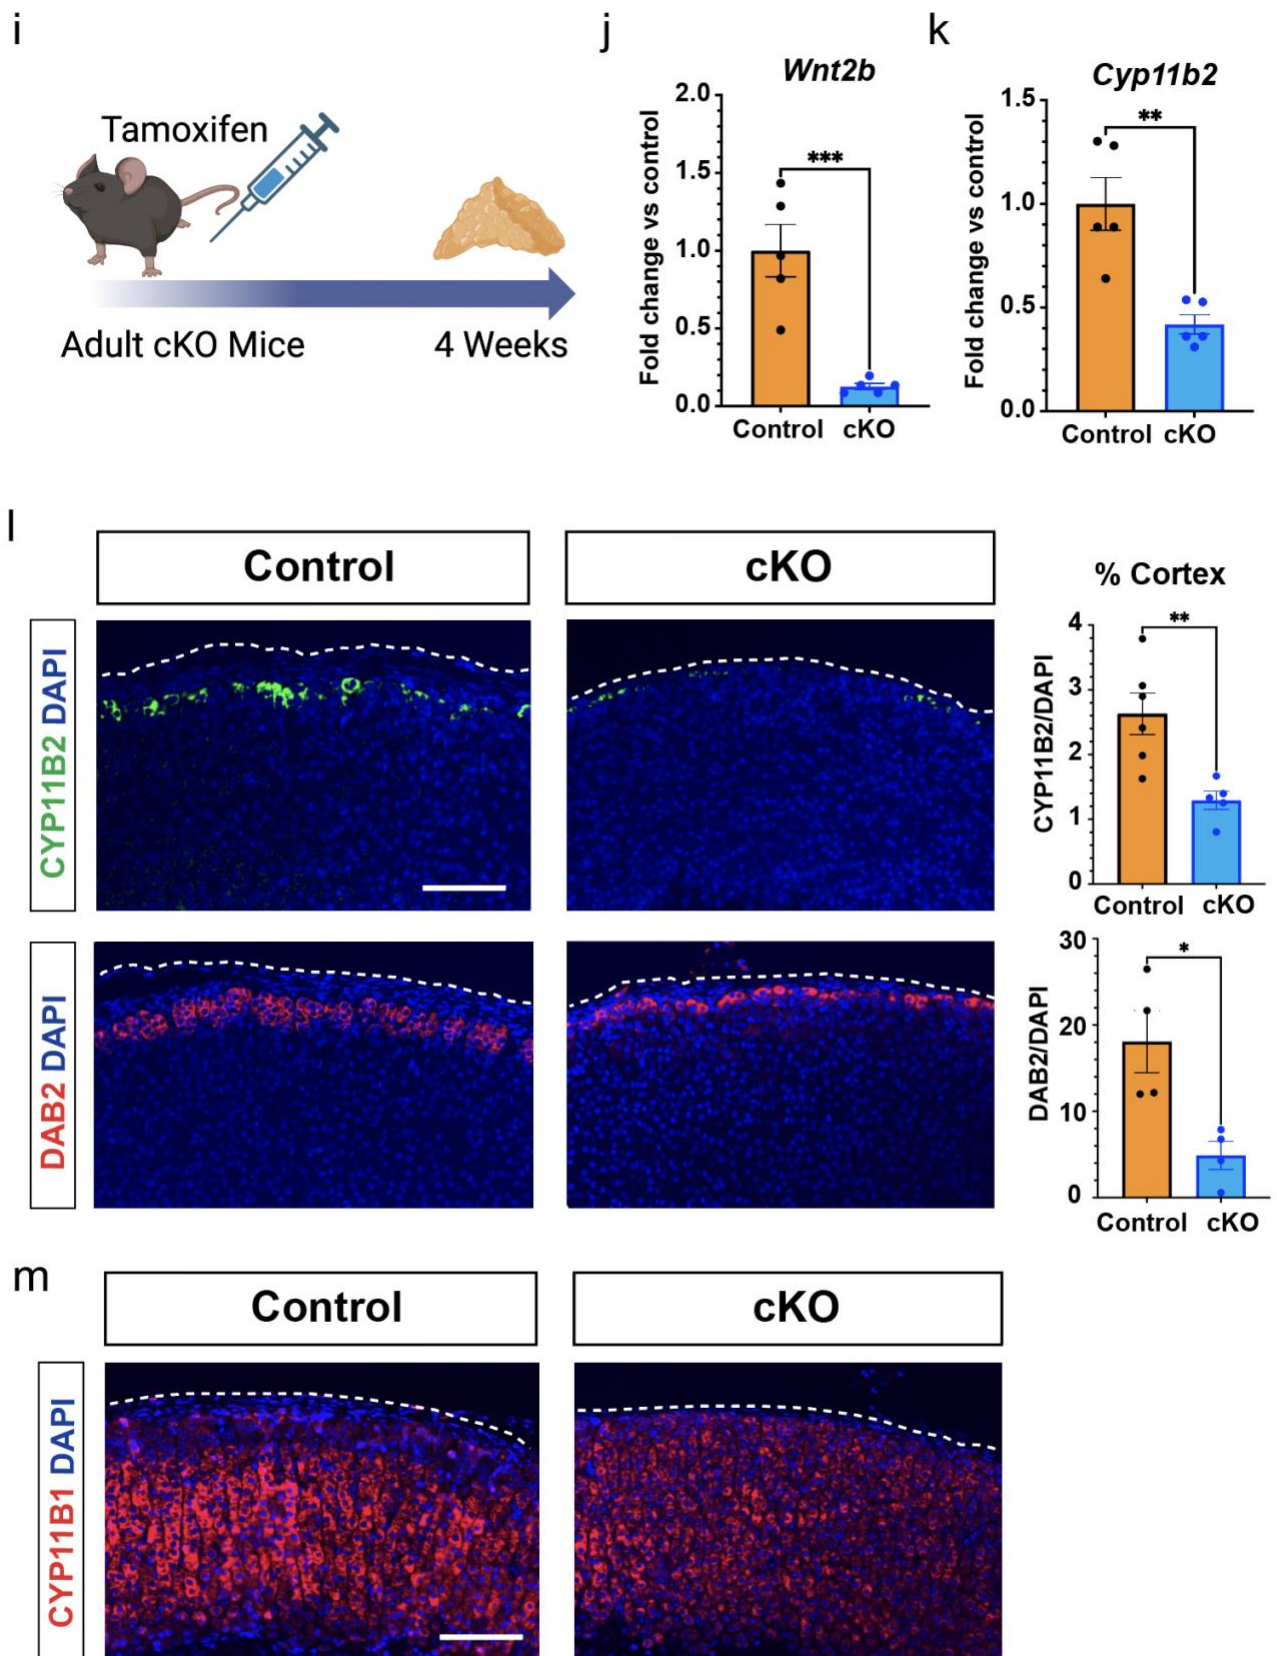 i
Tamoxifen
Adult cKO Mice
4 Weeks
j
Wnt2b
Fold change vs control
2.0
1.5
1.0
0.5
0.0
***
Control
cKO
k
Cyp11b2
Fold change vs control
1.5
1.0
0.5
0.0
**
Control
cKO
l
Control
cKO
% Cortex
CYP11B2 DAPI
CYP11B2/DAPI
4
3
2
1
0
**
Control
cKO
DAB2 DAPI
DAB2/DAPI
30
20
10
0
*
Control
cKO
m
Control
cKO
CYP11B1 DAPI